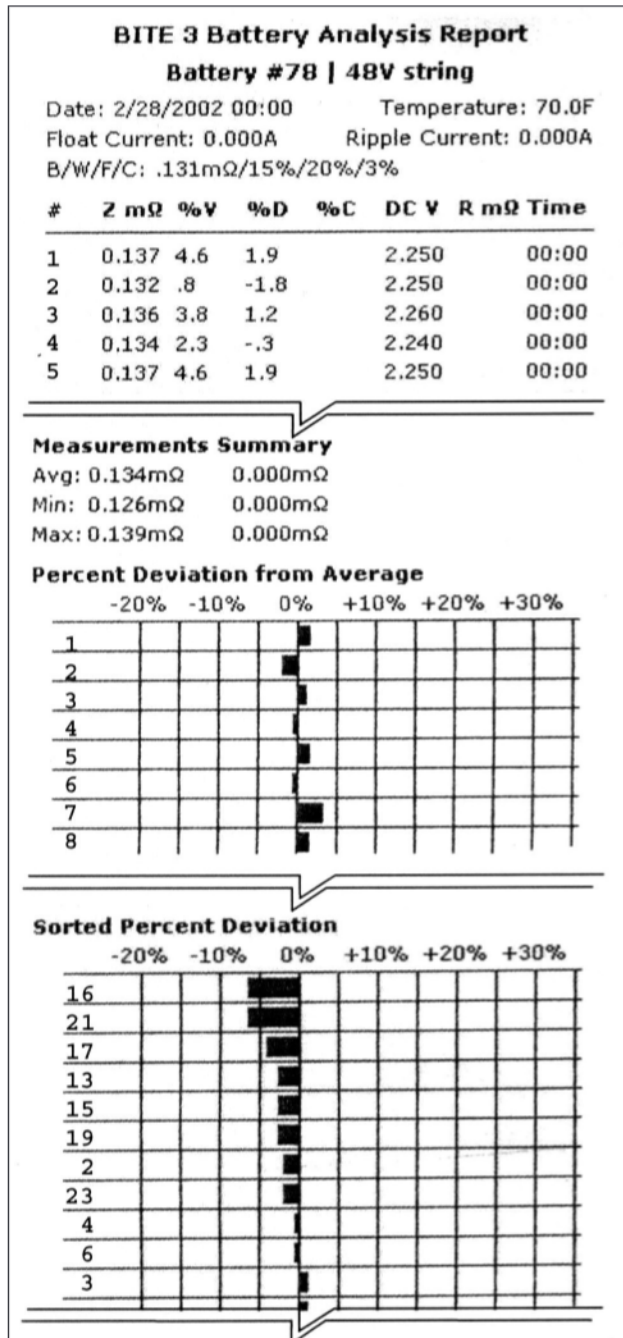 BITE 3 Battery Analysis Report
Battery #78 | 48V string
Date: 2/28/2002 00:00 Temperature: 70.0F
Float Current: 0.000A Ripple Current: 0.000A
B/W/F/C: .131mΩ/15%/20%/3%
# Z mΩ %V %D %C DC V R mΩ Time
1 0.137 4.6 1.9 2.250 00:00
2 0.132 .8 -1.8 2.250 00:00
3 0.136 3.8 1.2 2.260 00:00
4 0.134 2.3 -.3 2.240 00:00
5 0.137 4.6 1.9 2.250 00:00
Measurements Summary
Avg: 0.134mΩ 0.000mΩ
Min: 0.126mΩ 0.000mΩ
Max: 0.139mΩ 0.000mΩ
Percent Deviation from Average
-20% -10% 0% +10% +20% +30%
1
2
3
4
5
6
7
8
Sorted Percent Deviation
-20% -10% 0% +10% +20% +30%
16
21
17
13
15
19
2
23
4
6
3